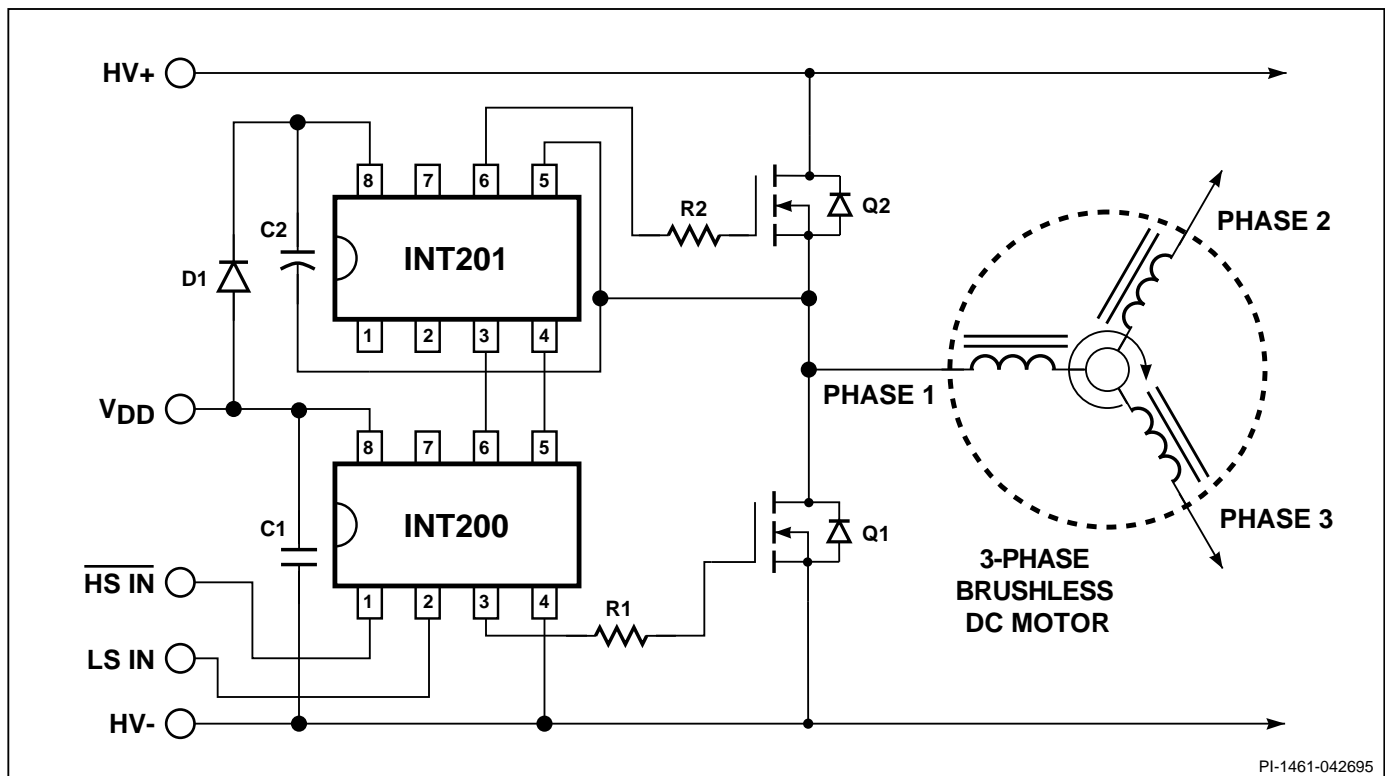 HV+
8 7 6 5
R2
Q2
PHASE 2
C2
INT201
D1
1 2 3 4
PHASE 1
VDD
8 7 6 5
C1
INT200
Q1
PHASE 3
3-PHASE
BRUSHLESS
DC MOTOR
HS IN
1 2 3 4
R1
LS IN
HV-
PI-1461-042695